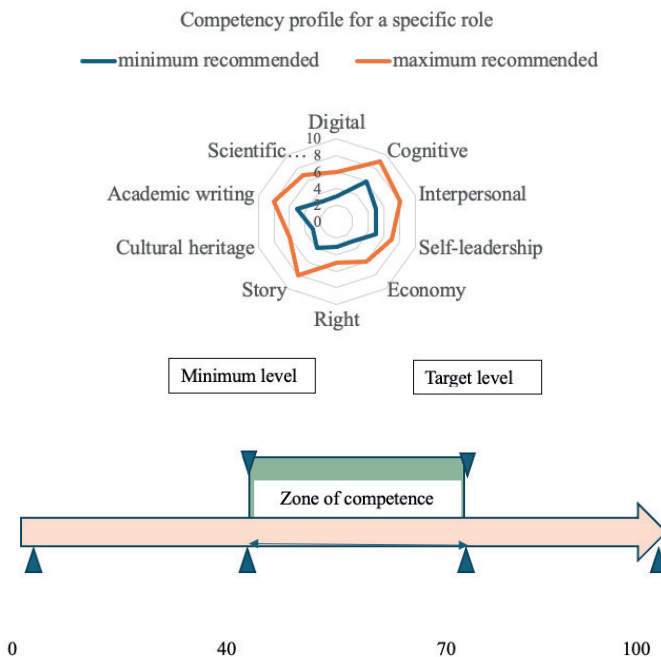 Competency profile for a specific role
minimum recommended maximum recommended
Digital
10
Scientific… 8 Cognitive
6
Academic writing 4 Interpersonal
2
0
Cultural heritage Self-leadership
Story Economy
Right
Minimum level Target level
Zone of competence
0 40 70 100